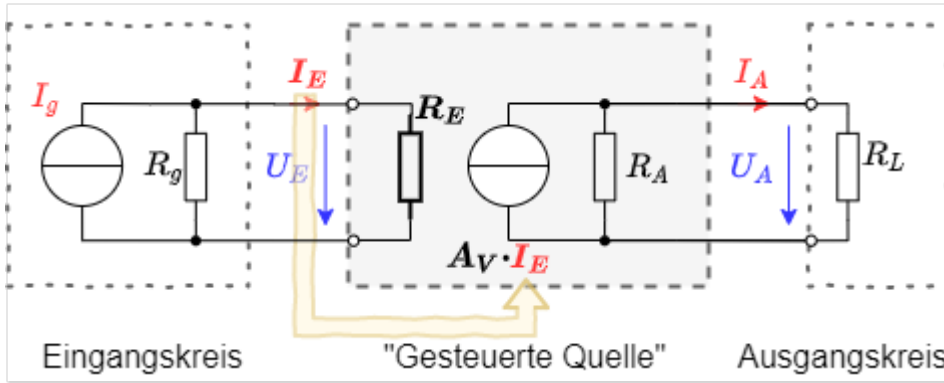 I_g
R_g
I_E
U_E
R_E
A_V·I_E
R_A
I_A
U_A
R_L
Eingangskreis
"Gesteuerte Quelle"
Ausgangskreis